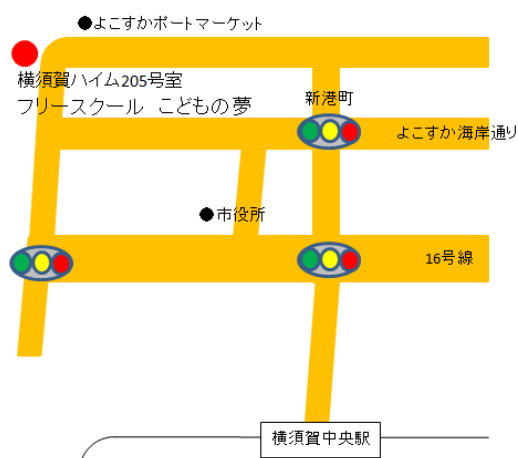 ●よこすかポートマーケット
横須賀ハイム205号室
フリースクール　こどもの夢
新港町
よこすか海岸通り
●市役所
16号線
横須賀中央駅